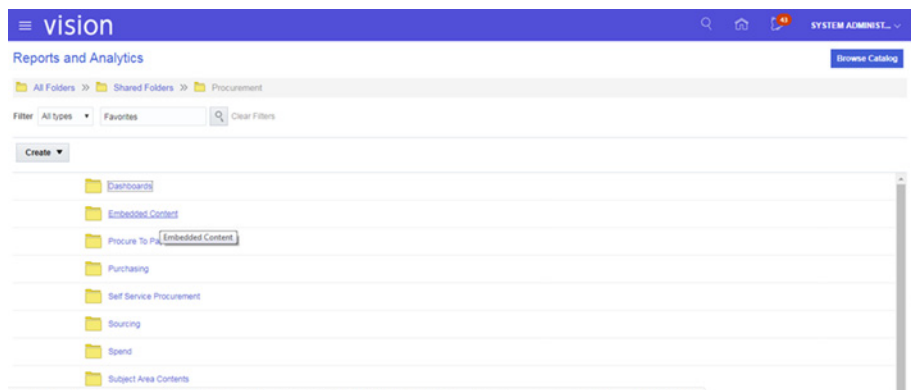 ≡ vision 43 SYSTEM ADMINIST...
Reports and Analytics Browse Catalog
All Folders >> Shared Folders >> Procurement
Filter All types Favorites Clear Filters
Create
Dashboards
Embedded Content
Procure To Pa Embedded Content
Purchasing
Self Service Procurement
Sourcing
Spend
Subject Area Contents